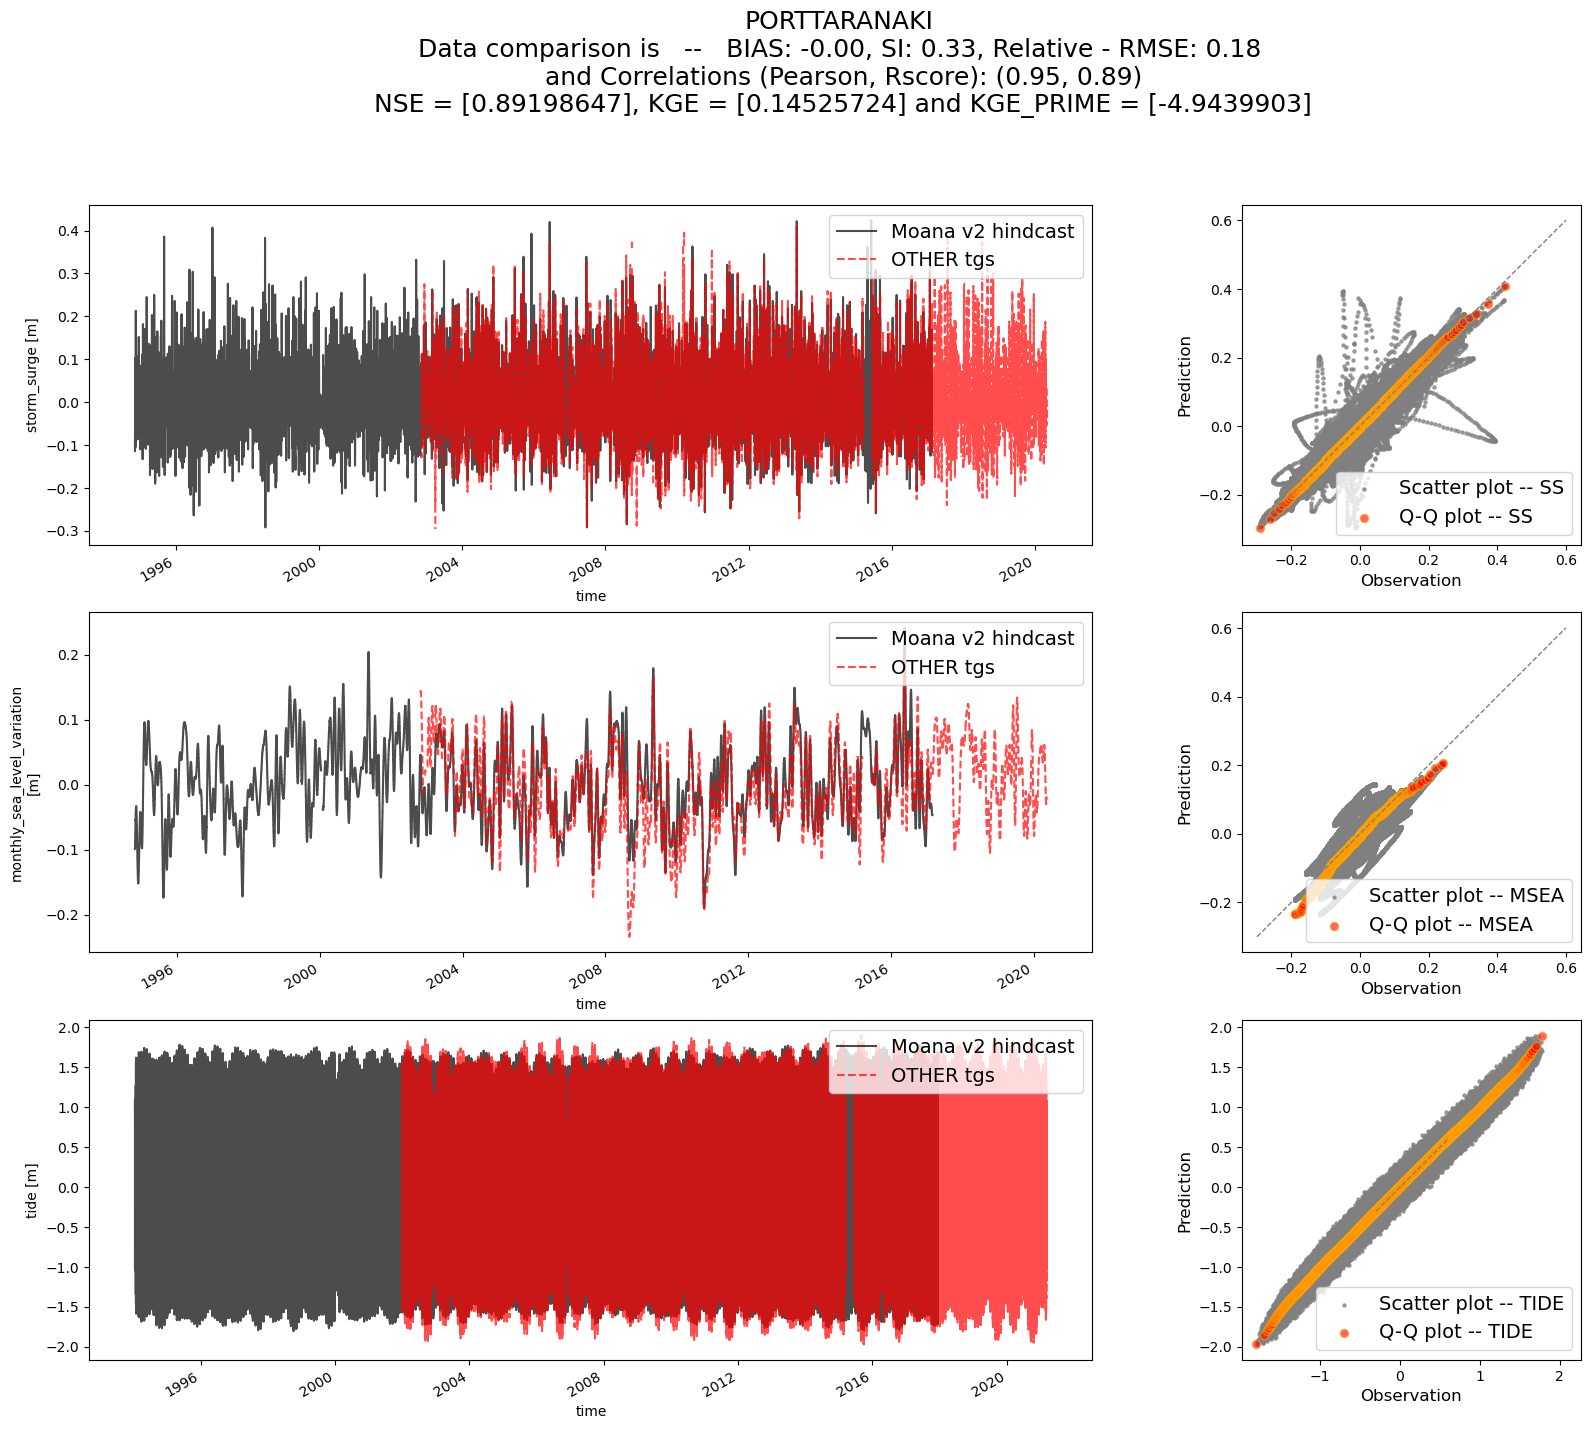 PORTTARANAKI
Data comparison is -- BIAS: -0.00, SI: 0.33, Relative - RMSE: 0.18
and Correlations (Pearson, Rscore): (0.95, 0.89)
NSE = [0.89198647], KGE = [0.14525724] and KGE_PRIME = [-4.9439903]
storm_surge [m]
0.4
0.3
0.2
0.1
0.0
−0.1
−0.2
−0.3
Moana v2 hindcast
OTHER tgs
1996
2000
2004
2008
2012
2016
2020
time
Prediction
0.6
0.4
0.2
0.0
−0.2
Scatter plot -- SS
Q-Q plot -- SS
−0.2
0.0
0.2
0.4
0.6
Observation
monthly_sea_level_variation
[m]
0.2
0.1
0.0
−0.1
−0.2
Moana v2 hindcast
OTHER tgs
1996
2000
2004
2008
2012
2016
2020
time
Prediction
0.6
0.4
0.2
0.0
−0.2
Scatter plot -- MSEA
Q-Q plot -- MSEA
−0.2
0.0
0.2
0.4
0.6
Observation
tide [m]
2.0
1.5
1.0
0.5
0.0
−0.5
−1.0
−1.5
−2.0
Moana v2 hindcast
OTHER tgs
1996
2000
2004
2008
2012
2016
2020
time
Prediction
2.0
1.5
1.0
0.5
0.0
−0.5
−1.0
−1.5
−2.0
Scatter plot -- TIDE
Q-Q plot -- TIDE
−1
0
1
2
Observation